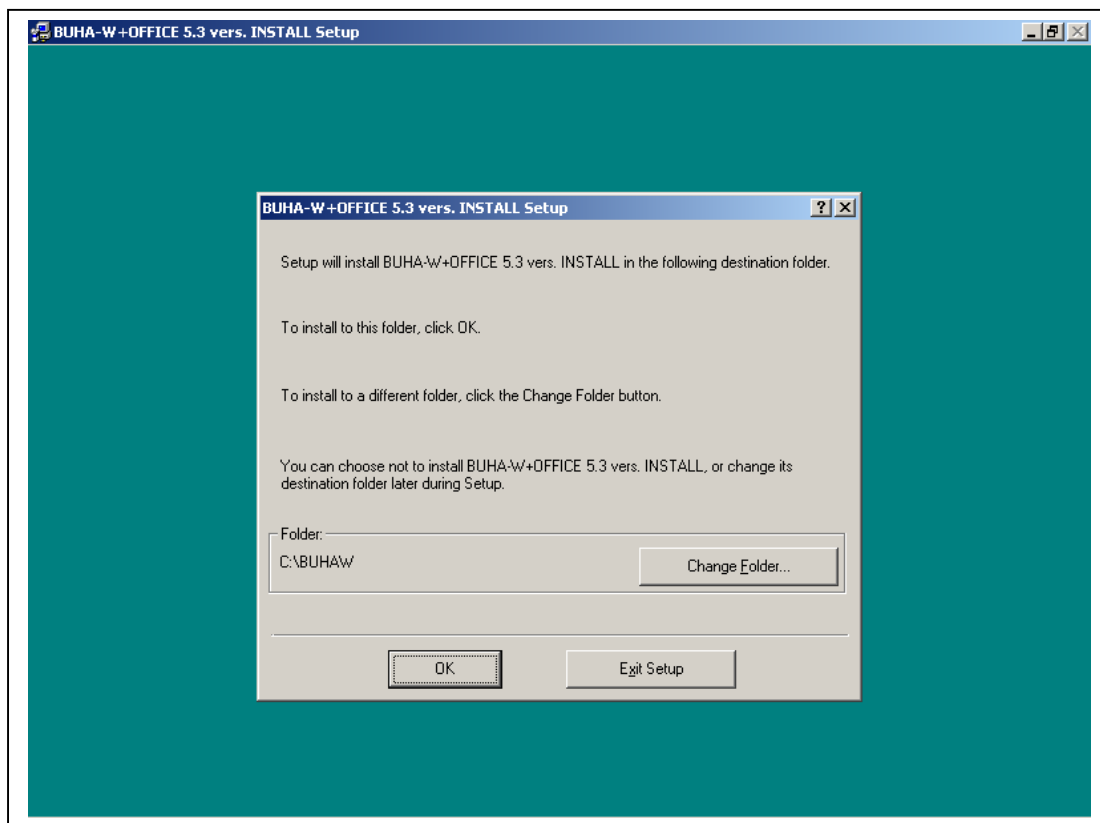 BUHA-W+OFFICE 5.3 vers. INSTALL Setup
BUHA-W+OFFICE 5.3 vers. INSTALL Setup
Setup will install BUHA-W+OFFICE 5.3 vers. INSTALL in the following destination folder.
To install to this folder, click OK.
To install to a different folder, click the Change Folder button.
You can choose not to install BUHA-W+OFFICE 5.3 vers. INSTALL, or change its
destination folder later during Setup.
Folder:
C:\BUHAW
Change Folder...
OK
Exit Setup